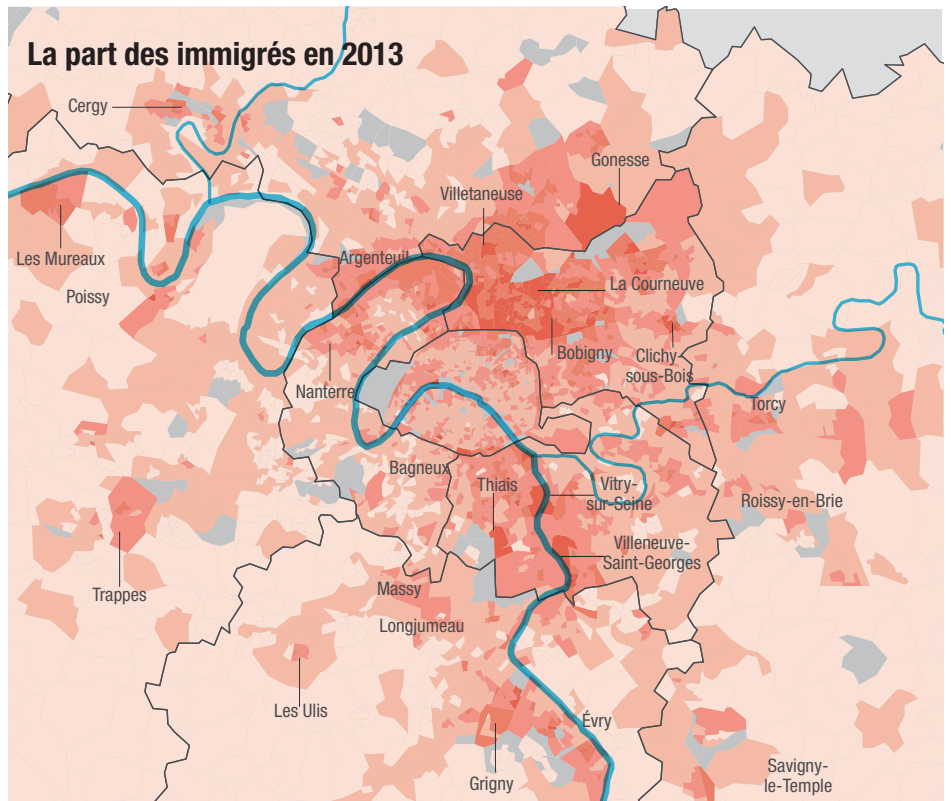 La part des immigrés en 2013
Cergy
Gonesse
Villetaneuse
Les Mureaux
Argenteuil
La Courneuve
Poissy
Bobigny
Clichy-
sous-Bois
Nanterre
Torcy
Bagneux
Thiais
Vitry-
sur-Seine
Roissy-en-Brie
Villeneuve-
Saint-Georges
Trappes
Massy
Longjumeau
Les Ulis
Évry
Grigny
Savigny-
le-Temple